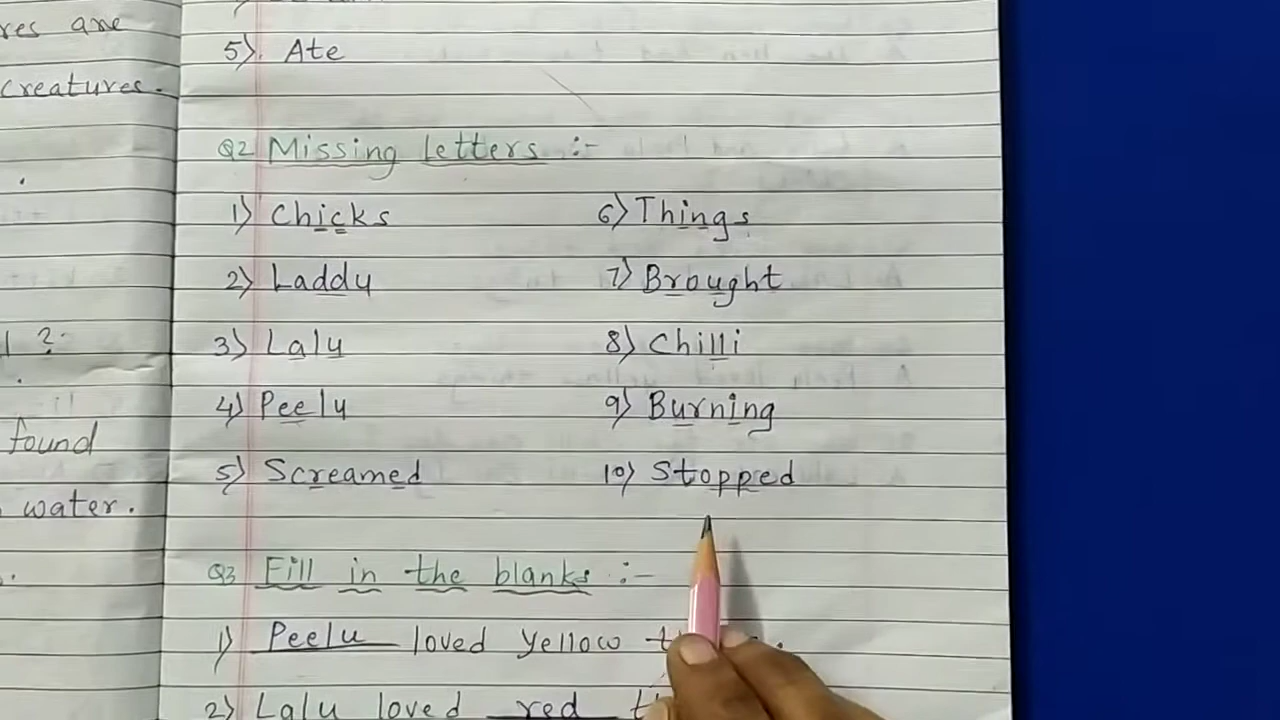 res are
creatures.
1 ?
found
water.
5). Ate
Q2 Missing letters :-
1) Chicks
2) Laddu
3) Lalu
4) Peelu
5) Screamed
6) Things
7) Brought
8) Chilli
9) Burning
10) Stopped
Q3 Fill in the blanks :-
1) Peelu loved yellow
2) Lalu loved red